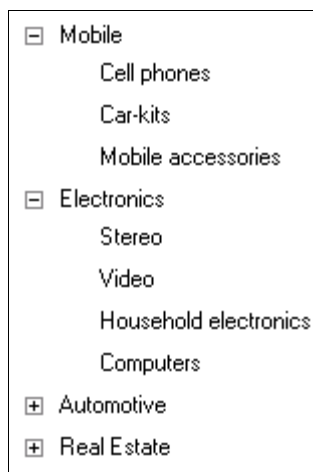 Mobile
Cell phones
Car-kits
Mobile accessories
Electronics
Stereo
Video
Household electronics
Computers
Automotive
Real Estate